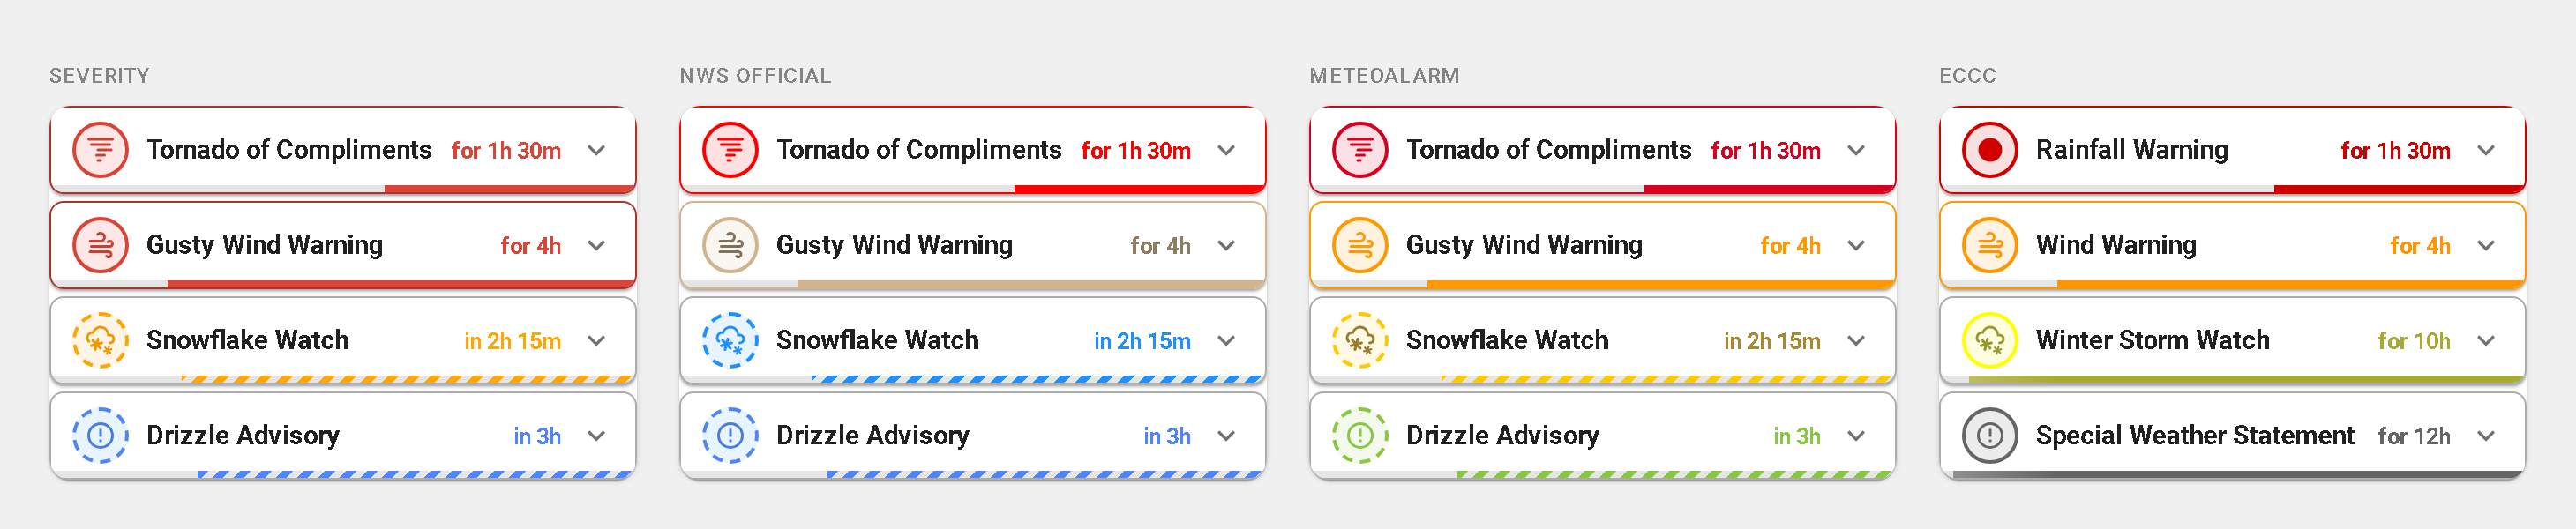 SEVERITY
Tornado of Compliments for 1h 30m
Gusty Wind Warning for 4h
Snowflake Watch in 2h 15m
Drizzle Advisory in 3h
NWS OFFICIAL
Tornado of Compliments for 1h 30m
Gusty Wind Warning for 4h
Snowflake Watch in 2h 15m
Drizzle Advisory in 3h
METEOALARM
Tornado of Compliments for 1h 30m
Gusty Wind Warning for 4h
Snowflake Watch in 2h 15m
Drizzle Advisory in 3h
ECCC
Rainfall Warning for 1h 30m
Wind Warning for 4h
Winter Storm Watch for 10h
Special Weather Statement for 12h